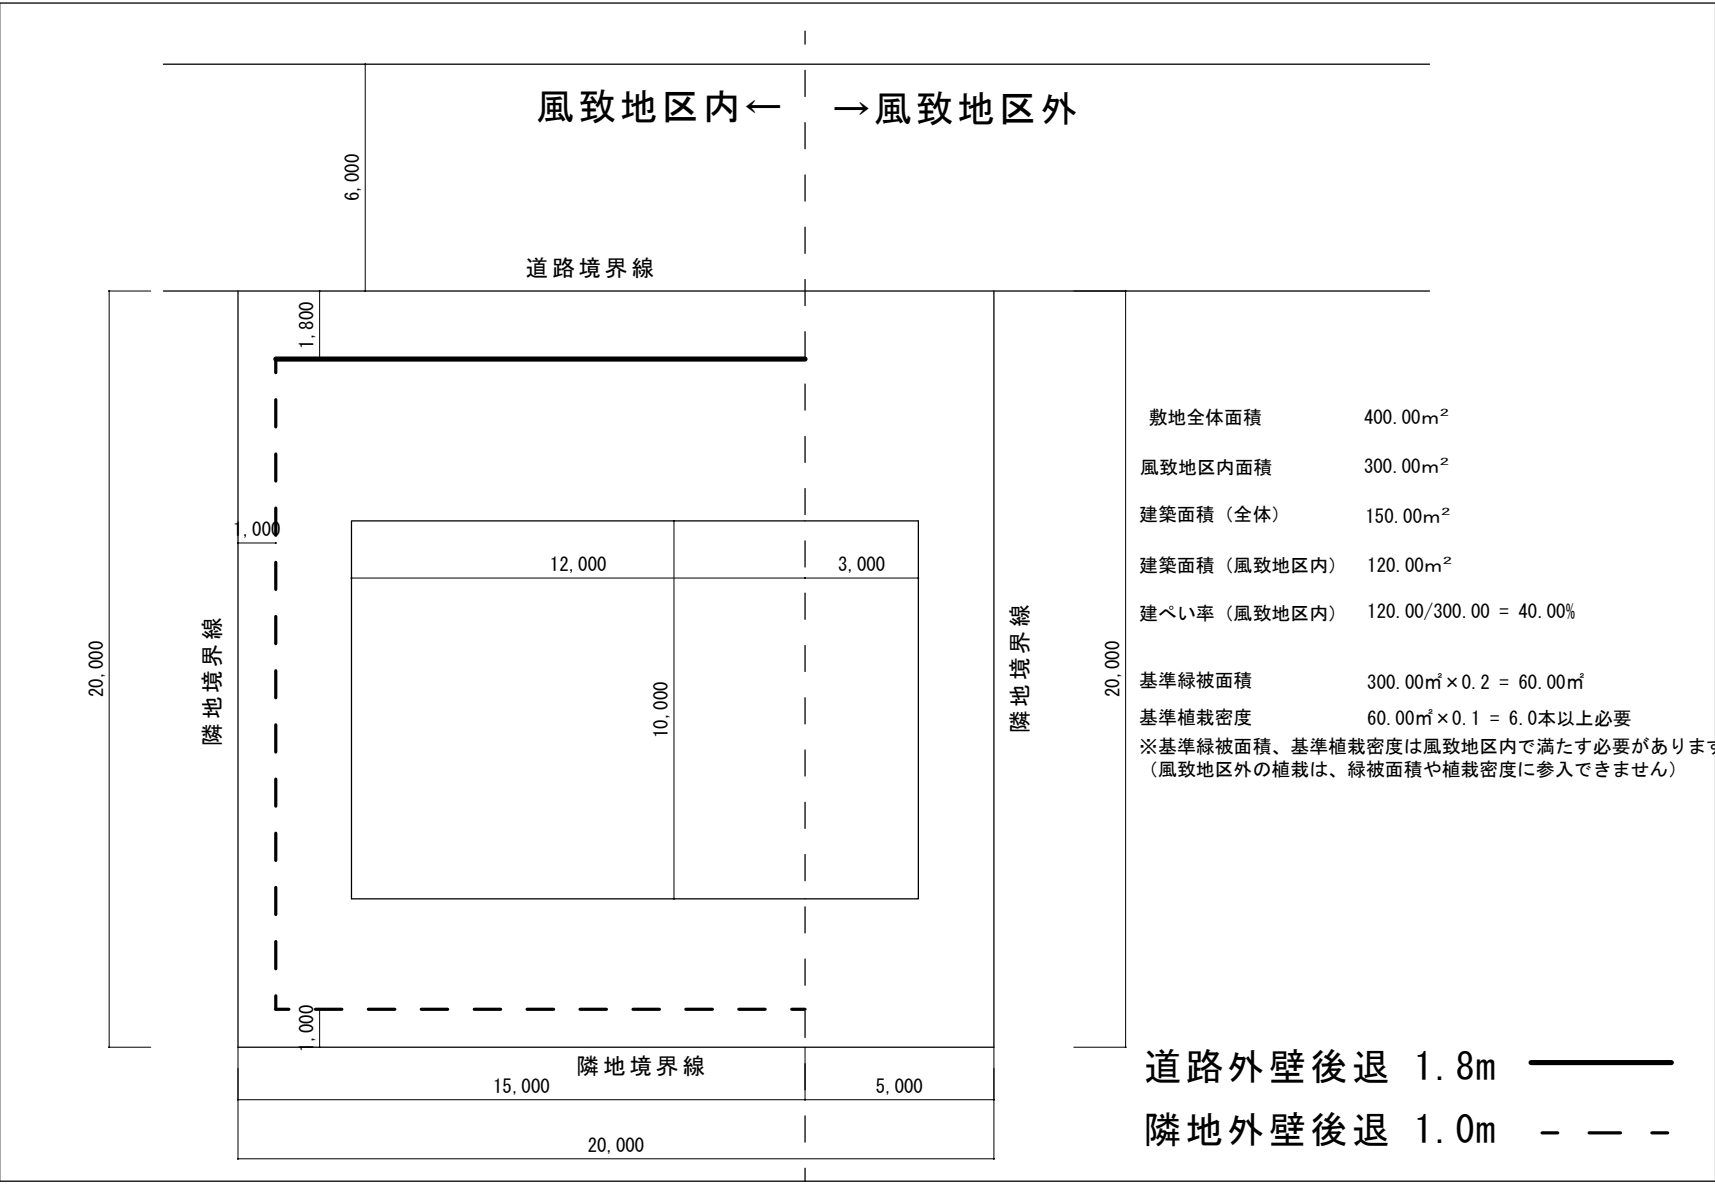 風致地区内← →風致地区外
6,000
道路境界線
1,800
敷地全体面積 400.00m²
風致地区内面積 300.00m²
建築面積（全体） 150.00m²
1,000
12,000 3,000
建築面積（風致地区内） 120.00m²
建ぺい率（風致地区内） 120.00/300.00 = 40.00%
20,000
隣地境界線
10,000
隣地境界線
20,000
基準緑被面積 300.00㎡×0.2 = 60.00㎡
基準植栽密度 60.00㎡×0.1 = 6.0本以上必要
※基準緑被面積、基準植栽密度は風致地区内で満たす必要があります
（風致地区外の植栽は、緑被面積や植栽密度に参入できません）
1,000
隣地境界線
15,000 5,000
20,000
道路外壁後退 1.8m
隣地外壁後退 1.0m